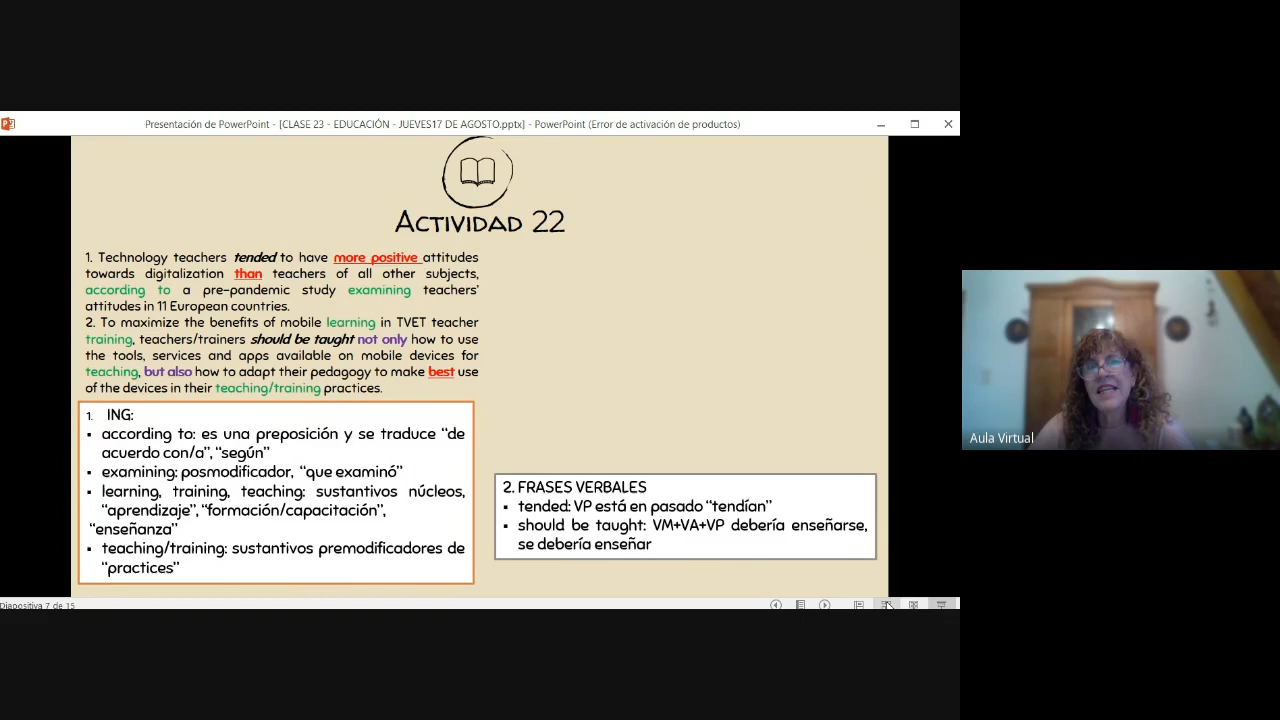 Presentación de PowerPoint - [CLASE 23 - EDUCACIÓN - JUEVES17 DE AGOSTO.pptx] - PowerPoint (Error de activación de productos)
ACTIVIDAD 22
1. Technology teachers tended to have more positive attitudes
towards digitalization than teachers of all other subjects,
according to a pre-pandemic study examining teachers'
attitudes in 11 European countries.
2. To maximize the benefits of mobile learning in TVET teacher
training, teachers/trainers should be taught not only how to use
the tools, services and apps available on mobile devices for
teaching, but also how to adapt their pedagogy to make best use
of the devices in their teaching/training practices.
1. ING:
▪ according to: es una preposición y se traduce “de
acuerdo con/a”, “según”
▪ examining: posmodificador, “que examinó”
▪ learning, training, teaching: sustantivos núcleos,
“aprendizaje”, “formación/capacitación”,
“enseñanza”
▪ teaching/training: sustantivos premodificadores de
“practices”
2. FRASES VERBALES
▪ tended: VP está en pasado “tendían”
▪ should be taught: VM+VA+VP debería enseñarse,
se debería enseñar
Diapositiva 7 de 15
Aula Virtual